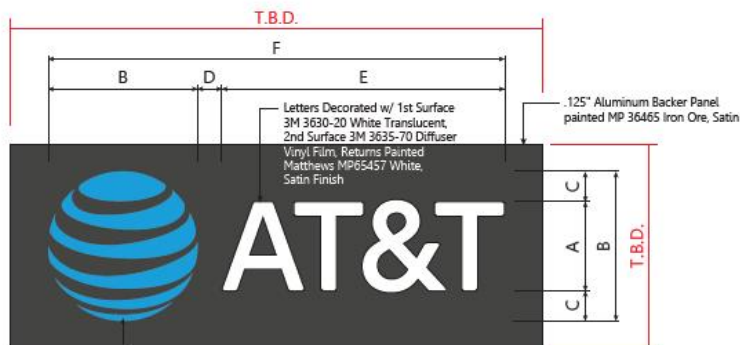 T.B.D.
F
B
D
E
Letters Decorated w/ 1st Surface
3M 3630-20 White Translucent,
2nd Surface 3M 3635-70 Diffuser
Vinyl Film, Returns Painted
Matthews MP65457 White,
Satin Finish
.125" Aluminum Backer Panel
painted MP 36465 Iron Ore, Satin
AT&T
C
A
B
C
T.B.D.